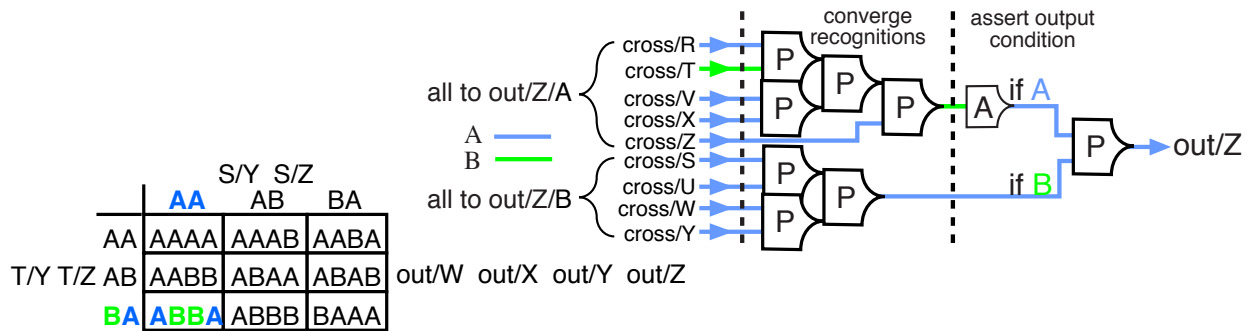 converge
recognitions
assert output
condition
cross/R
cross/T
cross/V
cross/X
cross/Z
cross/S
cross/U
cross/W
cross/Y
all to out/Z/A
A
B
all to out/Z/B
P
P
P
P
P
P
P
A
if A
if B
P
out/Z
S/Y S/Z
AA AB BA
AA AAAA AAAB AABA
T/Y T/Z AB AABB ABAA ABAB out/W out/X out/Y out/Z
BA ABBA ABBB BAAA